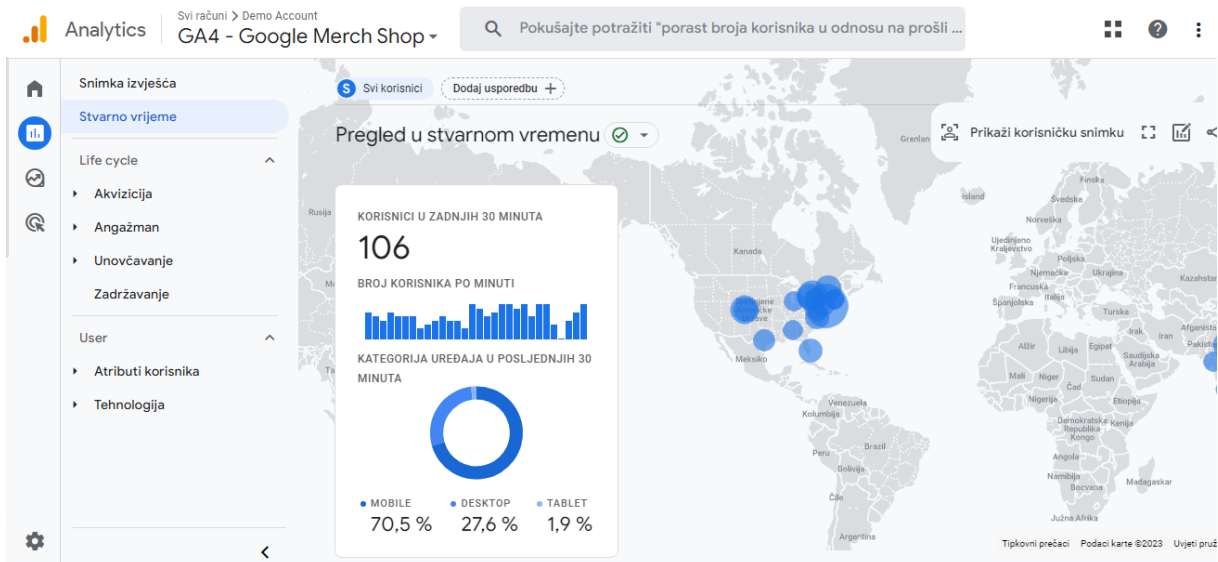 Analytics
Svi računi > Demo Account
GA4 - Google Merch Shop
Pokušajte potražiti "porast broja korisnika u odnosu na prošli ...
Snimka izvješća
Stvarno vrijeme
Life cycle
Akvizicija
Angažman
Unovčavanje
Zadržavanje
User
Atributi korisnika
Tehnologija
S Svi korisnici
Dodaj usporedbu +
Pregled u stvarnom vremenu
Prikaži korisničku snimku
KORISNICI U ZADNJIH 30 MINUTA
106
BROJ KORISNIKA PO MINUTI
KATEGORIJA UREĐAJA U POSLJEDNJIH 30
MINUTA
MOBILE DESKTOP TABLET
70,5 % 27,6 % 1,9 %
Rusija
Grenlan
Island
Finska
Švedska
Norveška
Ujedinjeno
Kraljevstvo
Poljska
Njemačka
Ukrajina
Kazahstan
Francuska
Španjolska
Italija
Turska
Kanada
Meksiko
Venezuela
Kolumbija
Peru
Brazil
Bolivija
Čile
Argentina
Alžir
Libija
Egipat
Irak
Iran
Afganista
Pakista
Saudijska
Arabija
Mali
Niger
Čad
Sudan
Nigerija
Etiopija
Demokratska
Republika
Kongo
Kenija
Angola
Namibija
Bocvana
Madagaskar
Južna Afrika
Tipkovni prečaci Podaci karte ©2023 Uvjeti pruž